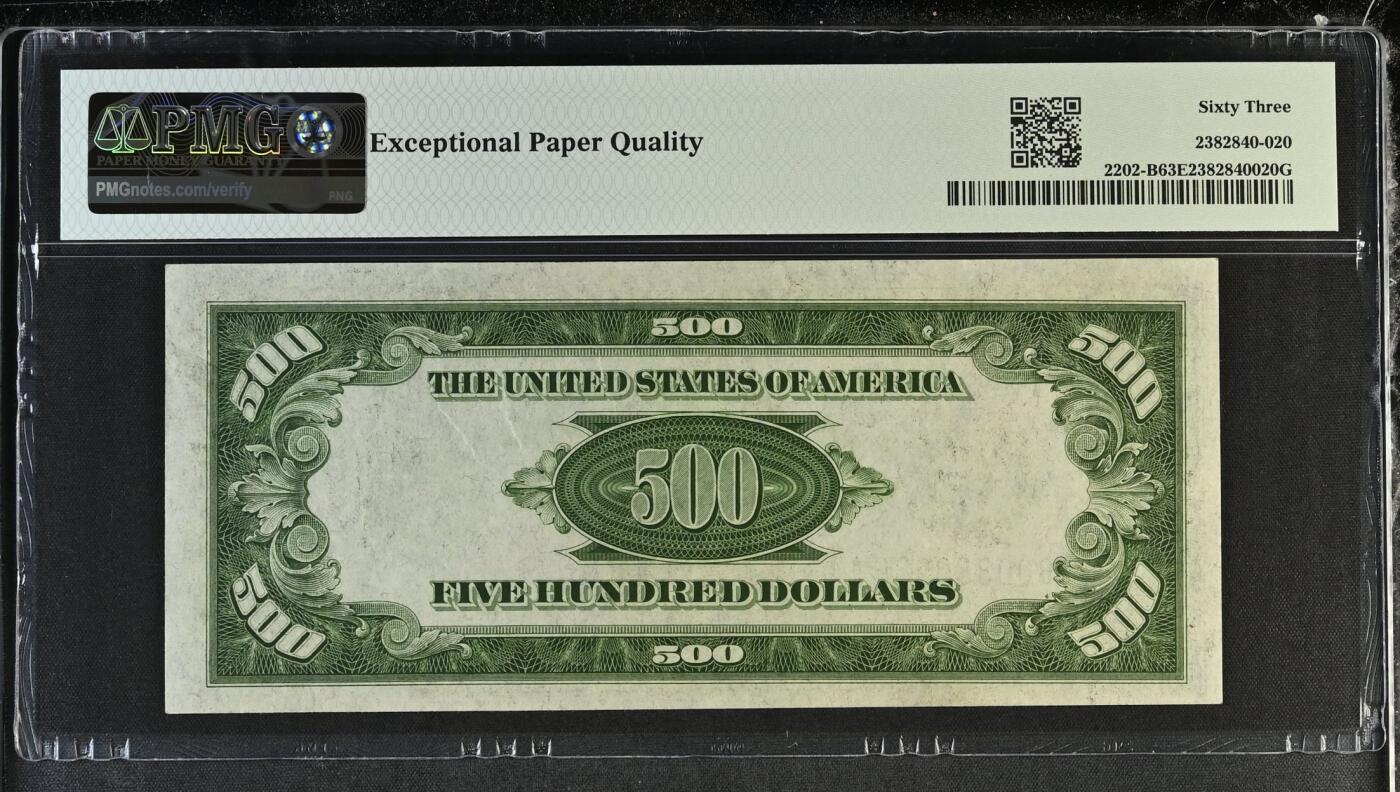 PMG
PAPER MONEY GUARANTY
PMGnotes.com/verify
PNG
Exceptional Paper Quality
Sixty Three
2382840-020
2202-B63E2382840020G
500
500
500
THE UNITED STATES OF AMERICA
500
FIVE HUNDRED DOLLARS
500
500
500